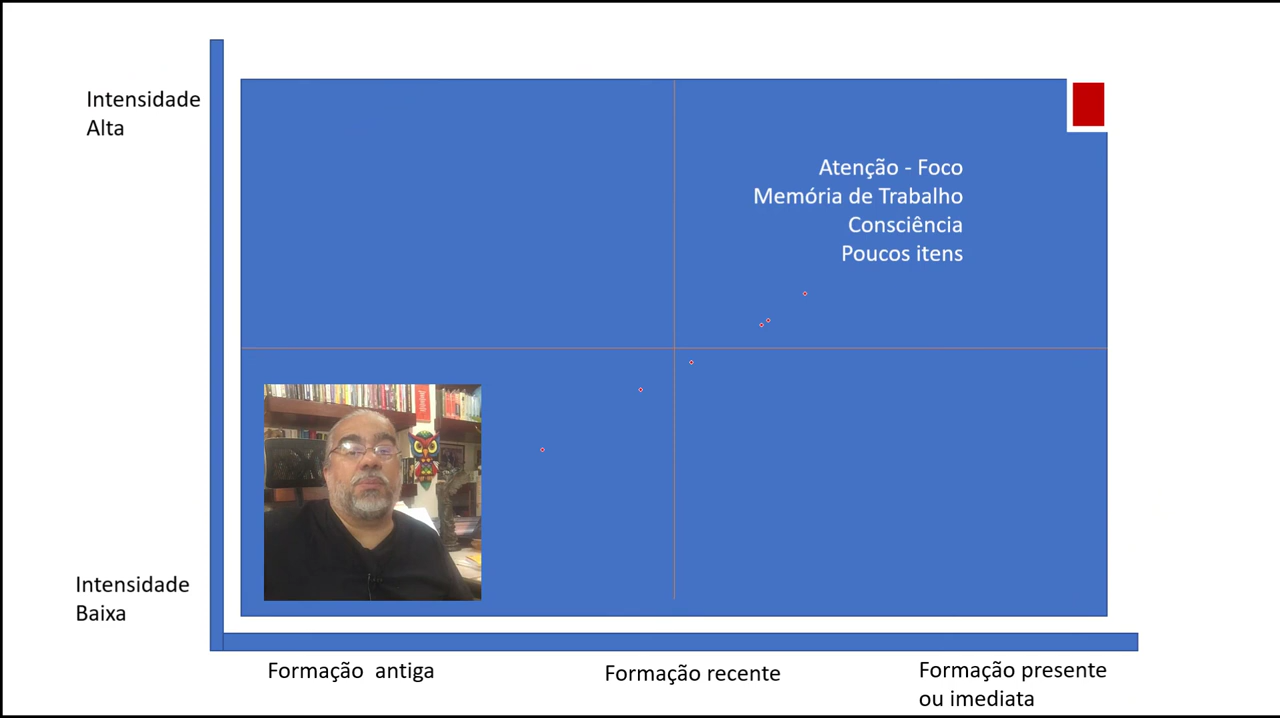 Intensidade
Alta
Atenção - Foco
Memória de Trabalho
Consciência
Poucos itens
Intensidade
Baixa
Formação  antiga
Formação recente
Formação presente
ou imediata